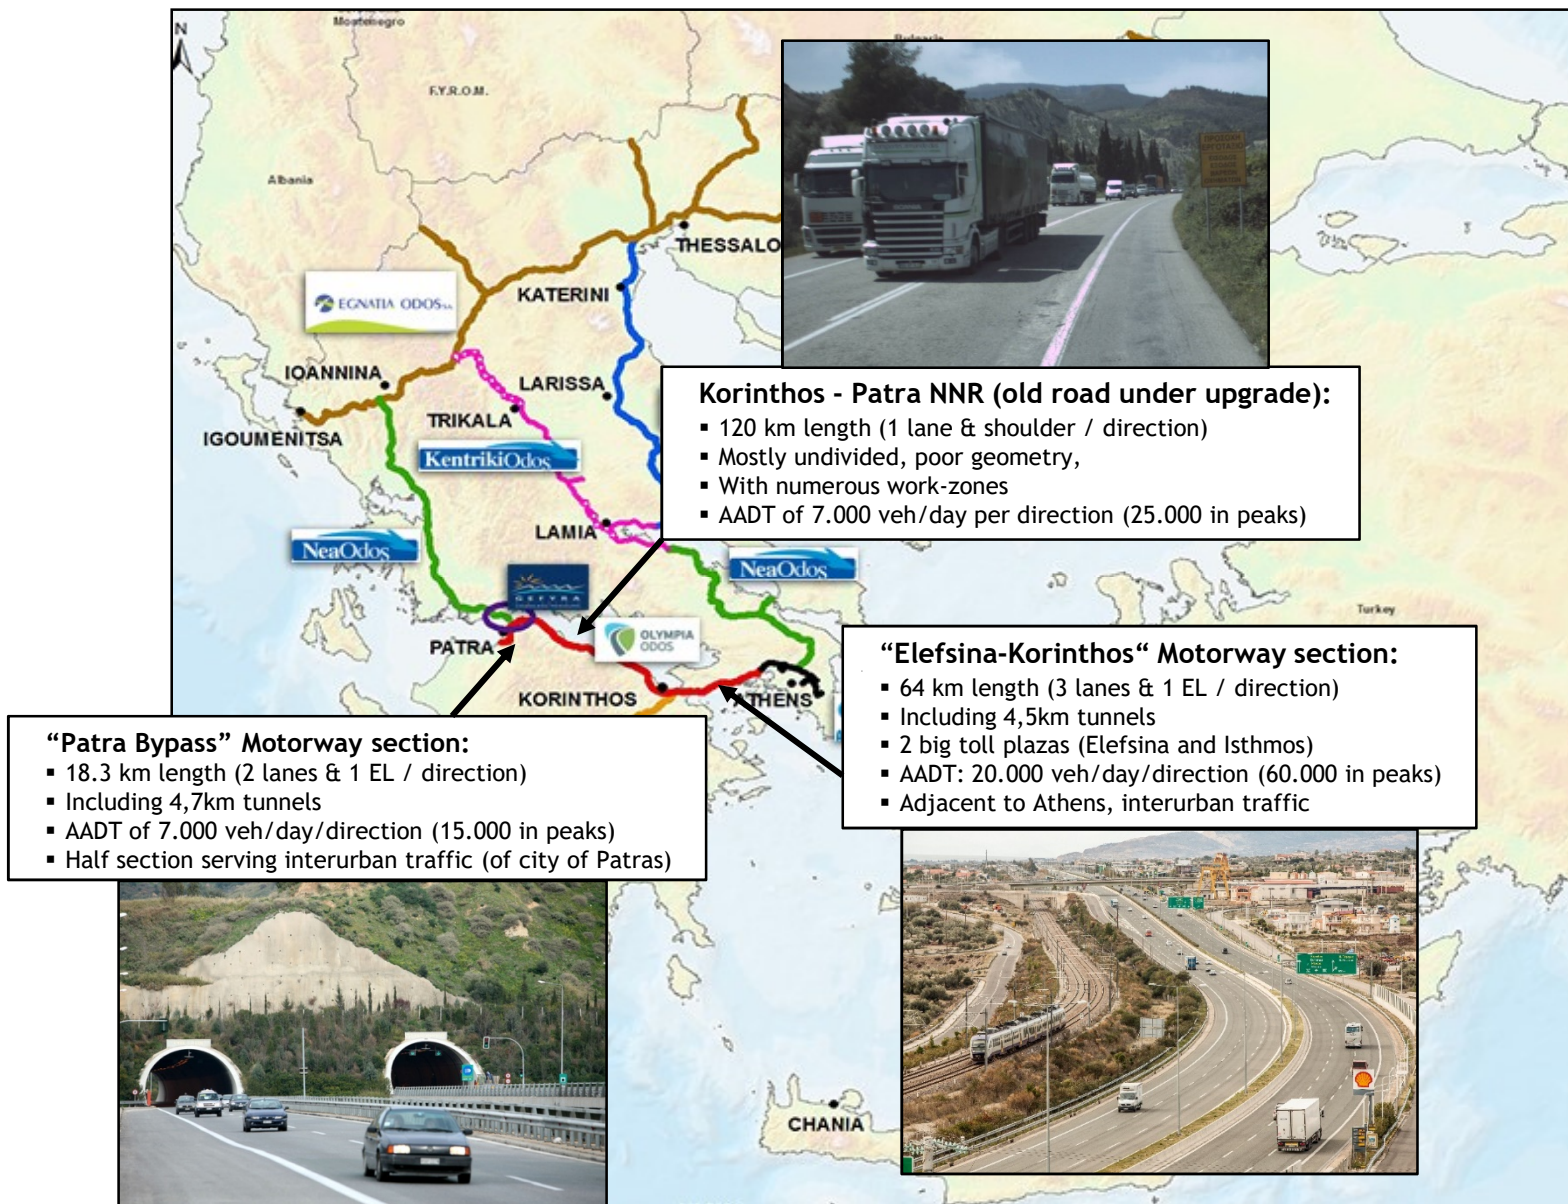 Montenegro
N
Bulgaria
F.Y.R.O.M.
Albania
THESSALO
EGNATIA ODOS S.A.
KATERINI
IOANNINA
LARISSA
TRIKALA
IGOUMENITSA
KentrikiOdos
Korinthos - Patra NNR (old road under upgrade):
▪ 120 km length (1 lane & shoulder / direction)
▪ Mostly undivided, poor geometry,
▪ With numerous work-zones
▪ AADT of 7.000 veh/day per direction (25.000 in peaks)
LAMIA
NeaOdos
NeaOdos
GEFYRA
Turkey
PATRA
OLYMPIA
ODOS
KORINTHOS
ATHENS
“Elefsina-Korinthos“ Motorway section:
▪ 64 km length (3 lanes & 1 EL / direction)
▪ Including 4,5km tunnels
▪ 2 big toll plazas (Elefsina and Isthmos)
▪ AADT: 20.000 veh/day/direction (60.000 in peaks)
▪ Adjacent to Athens, interurban traffic
“Patra Bypass” Motorway section:
▪ 18.3 km length (2 lanes & 1 EL / direction)
▪ Including 4,7km tunnels
▪ AADT of 7.000 veh/day/direction (15.000 in peaks)
▪ Half section serving interurban traffic (of city of Patras)
CHANIA